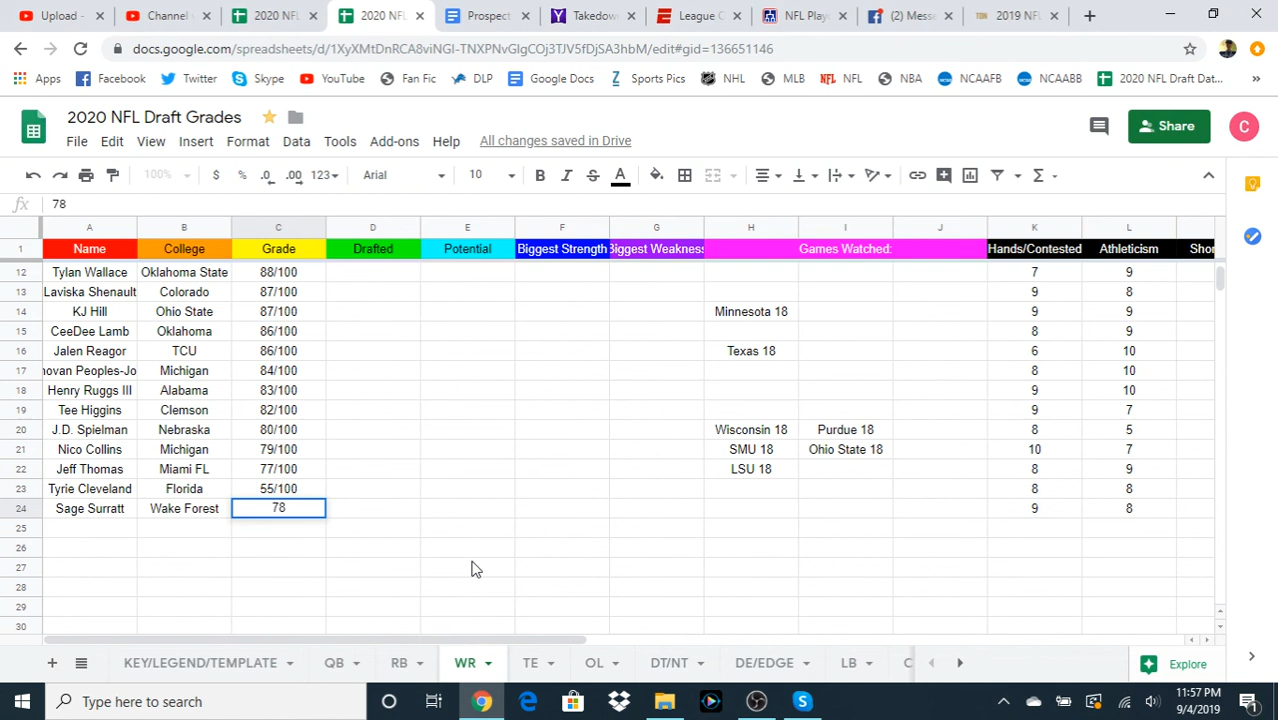 Upload -
Channel
2020 NFL
2020 NFL
Prospect
Takedow
League
NFL Play
(2) Mess
2019 NFL
docs.google.com/spreadsheets/d/1XyXMtDnRCA8viNGI-TNXPNvGlgCOj3TJV5fDjSA3hbM/edit#gid=136651146
Apps Facebook Twitter Skype YouTube Fan Fic DLP Google Docs Sports Pics NHL MLB NFL NBA NCAAFB NCAABB 2020 NFL Draft Dat... »
2020 NFL Draft Grades
File Edit View Insert Format Data Tools Add-ons Help All changes saved in Drive
Share
C
100% $ % .0 .00 123 Arial 10 B I S A
fx 78
A B C D E F G H I J K L
1 Name College Grade Drafted Potential Biggest Strength Biggest Weakness Games Watched: Hands/Contested Athleticism Shor
12 Tylan Wallace Oklahoma State 88/100 7 9
13 Laviska Shenault Colorado 87/100 9 8
14 KJ Hill Ohio State 87/100 Minnesota 18 9 9
15 CeeDee Lamb Oklahoma 86/100 8 9
16 Jalen Reagor TCU 86/100 Texas 18 6 10
17 novan Peoples-Jo Michigan 84/100 8 10
18 Henry Ruggs III Alabama 83/100 9 10
19 Tee Higgins Clemson 82/100 9 7
20 J.D. Spielman Nebraska 80/100 Wisconsin 18 Purdue 18 8 5
21 Nico Collins Michigan 79/100 SMU 18 Ohio State 18 10 7
22 Jeff Thomas Miami FL 77/100 LSU 18 8 9
23 Tyrie Cleveland Florida 55/100 8 8
24 Sage Surratt Wake Forest 78 9 8
25
26
27
28
29
30
KEY/LEGEND/TEMPLATE QB RB WR TE OL DT/NT DE/EDGE LB C Explore
Type here to search
11:57 PM
9/4/2019
1